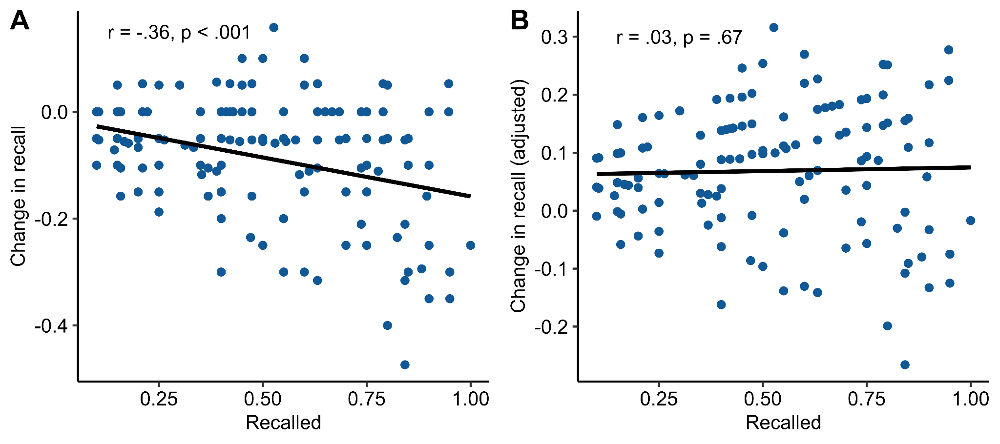 A
r = -.36, p < .001
Change in recall
0.0
-0.2
-0.4
0.25 0.50 0.75 1.00
Recalled
B
r = .03, p = .67
Change in recall (adjusted)
0.3
0.2
0.1
0.0
-0.1
-0.2
0.25 0.50 0.75 1.00
Recalled